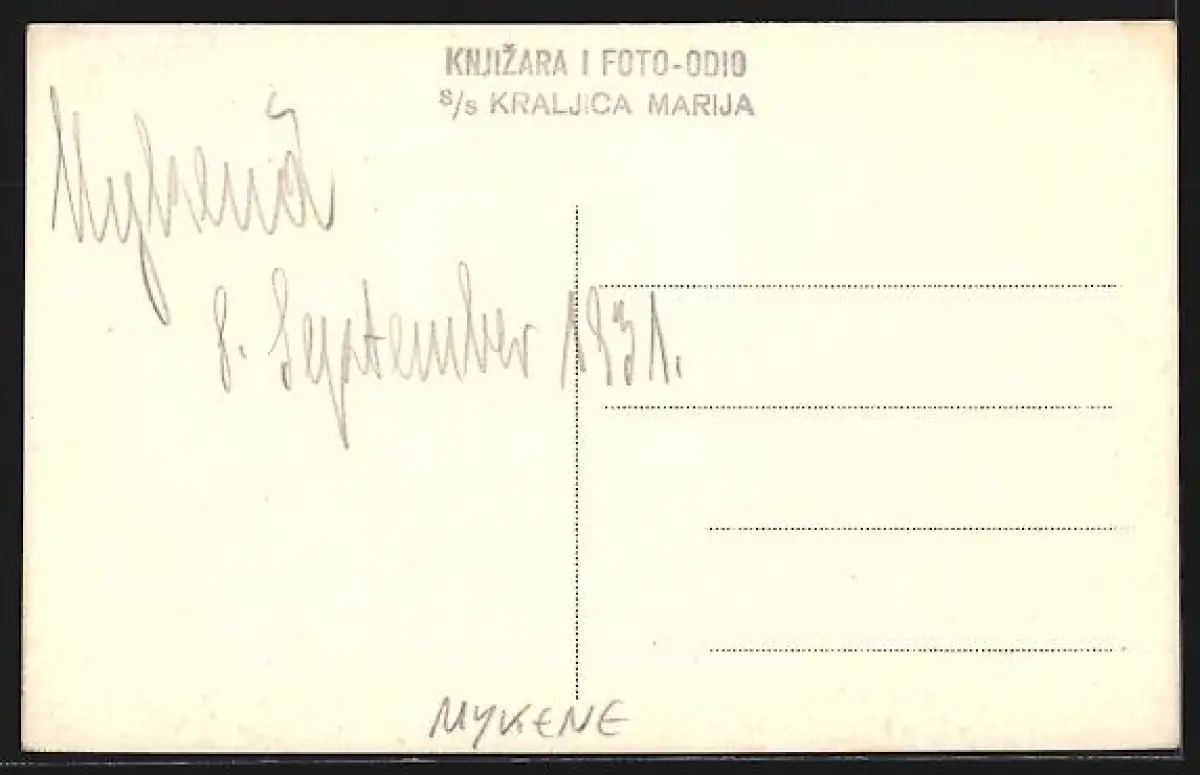 KNJIŽARA I FOTO-ODIO
S/S KRALJICA MARIJA
Mykenä
8. September 1931.
MYKENE